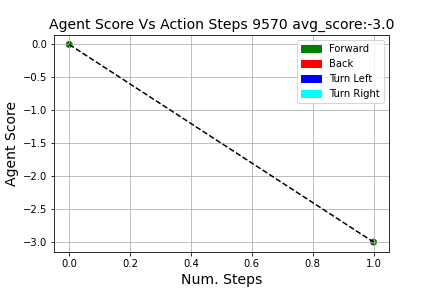 Agent Score Vs Action Steps 9570 avg_score:-3.0
Forward
Back
Turn Left
Turn Right
Agent Score
0.0
−0.5
−1.0
−1.5
−2.0
−2.5
−3.0
0.0 0.2 0.4 0.6 0.8 1.0
Num. Steps